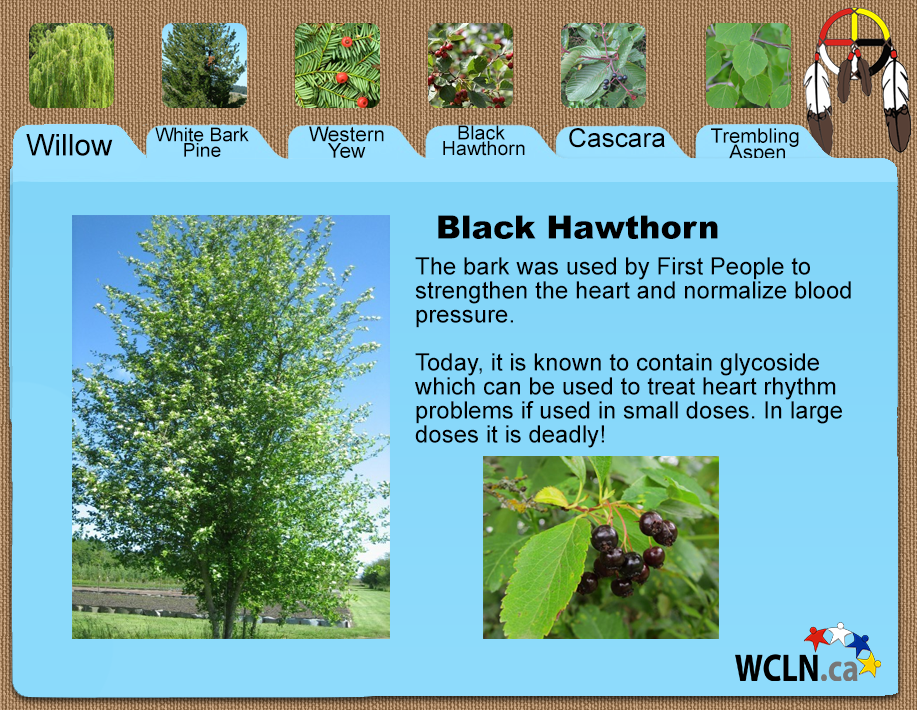 Willow
White Bark
Pine
Western
Yew
Black
Hawthorn
Cascara
Trembling
Aspen
Black Hawthorn
The bark was used by First People to
strengthen the heart and normalize blood
pressure.
Today, it is known to contain glycoside
which can be used to treat heart rhythm
problems if used in small doses. In large
doses it is deadly!
WCLN.ca